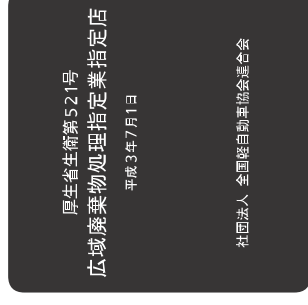 厚生省生衛第521号
広域廃棄物処理指定業指定店
平成3年7月1日
社団法人 全国軽自動車協会連合会